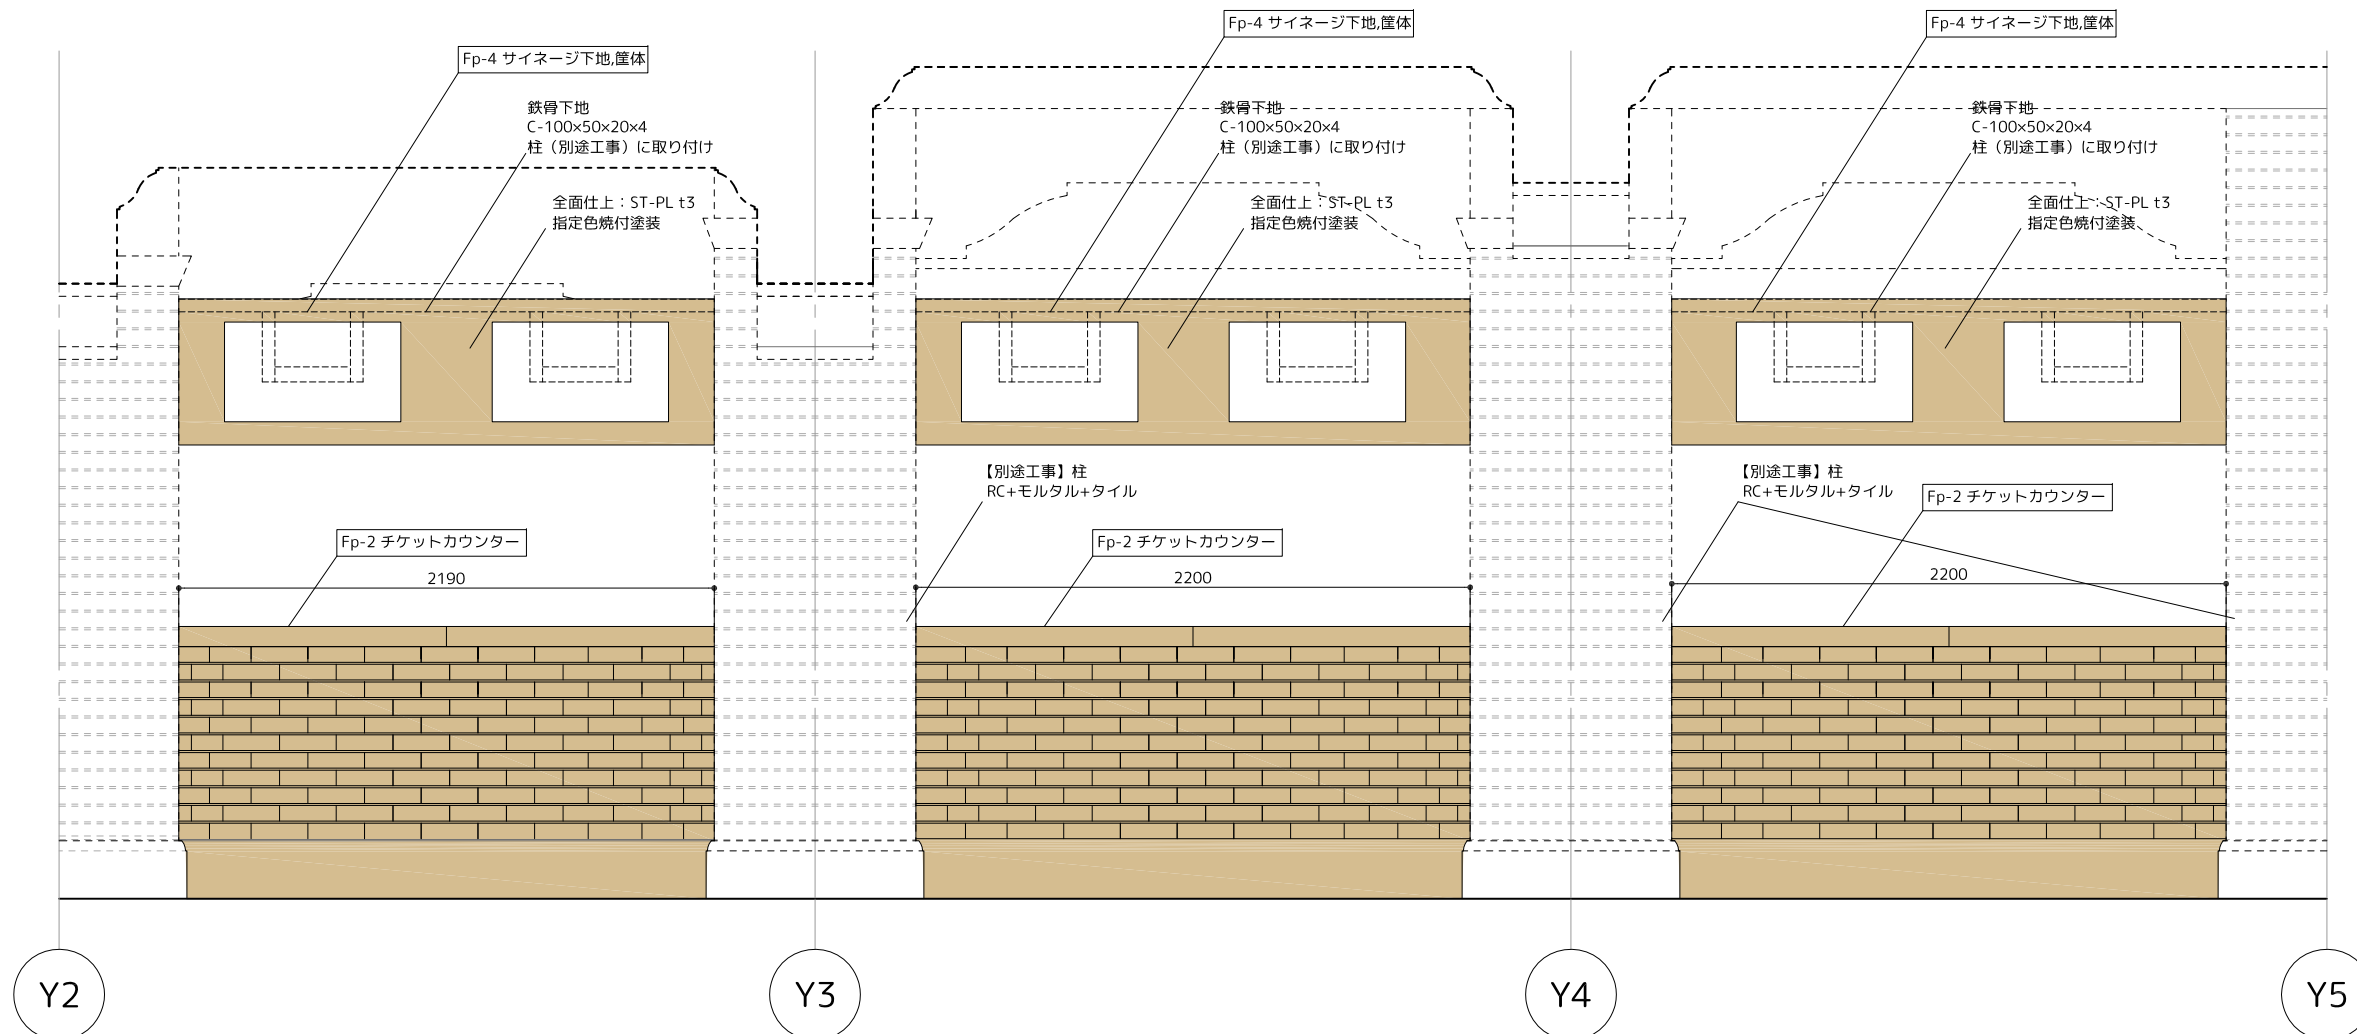 Fp-4 サイネージ下地,筐体
鉄骨下地
C-100×50×20×4
柱（別途工事）に取り付け
全面仕上：ST-PL t3
指定色焼付塗装
Fp-2 チケットカウンター
2190
Fp-4 サイネージ下地,筐体
鉄骨下地
C-100×50×20×4
柱（別途工事）に取り付け
全面仕上：ST-PL t3
指定色焼付塗装
【別途工事】柱
RC+モルタル+タイル
Fp-2 チケットカウンター
2200
Fp-4 サイネージ下地,筐体
鉄骨下地
C-100×50×20×4
柱（別途工事）に取り付け
全面仕上：ST-PL t3
指定色焼付塗装
【別途工事】柱
RC+モルタル+タイル
Fp-2 チケットカウンター
2200
Y2
Y3
Y4
Y5